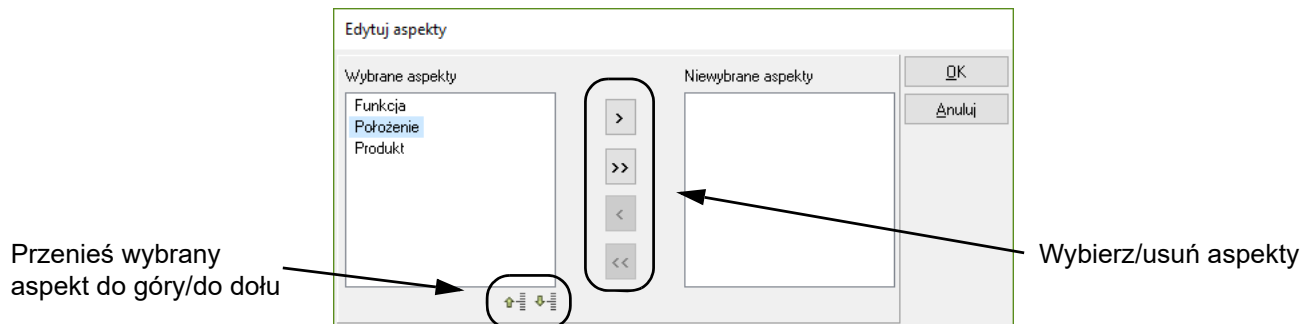 Edytuj aspekty
Wybrane aspekty
Niewybrane aspekty
OK
Anuluj
Funkcja
Położenie
Produkt
>
>>
<
<<
Przenieś wybrany
aspekt do góry/do dołu
Wybierz/usuń aspekty